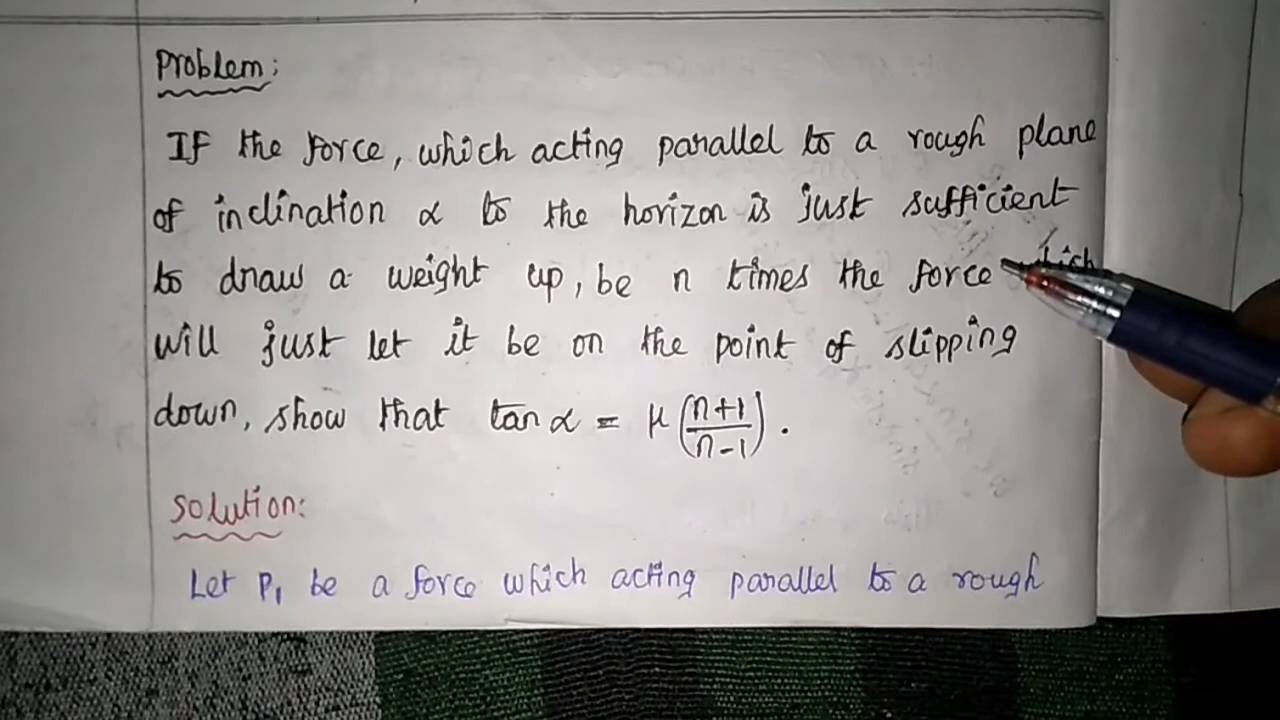 Problem:
If the force, which acting parallel to a rough plane
of inclination α to the horizon is just sufficient
to draw a weight up, be n times the force which
will just let it be on the point of slipping
down, show that tan α = μ (n+1/n-1).
Solution:
Let P₁ be a force which acting parallel to a rough